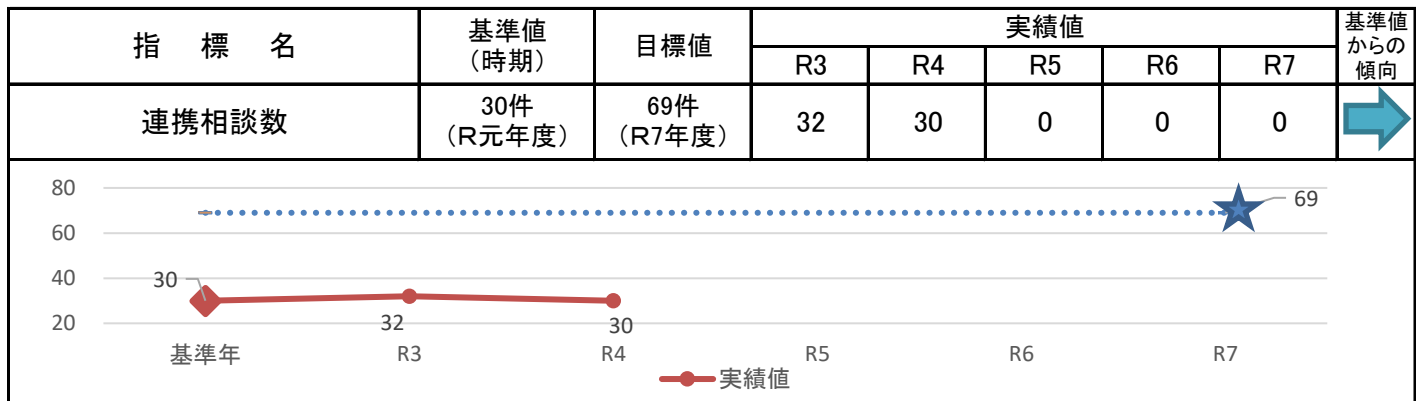 指 標 名
基準値
（時期）
目標値
実績値
基準値
からの
傾向
R3 R4 R5 R6 R7
連携相談数
30件
（R元年度）
69件
（R7年度）
32 30 0 0 0
80
69
60
40
30
20
32
30
基準年 R3 R4 R5 R6 R7
実績値